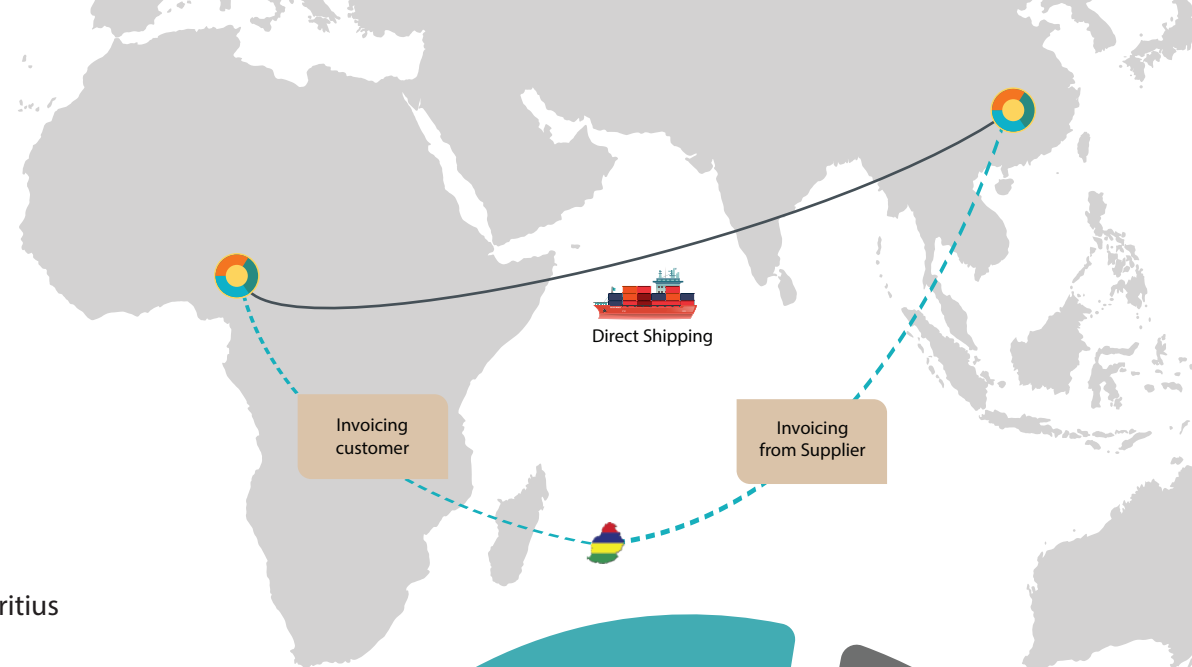 Direct Shipping
Invoicing
customer
Invoicing
from Supplier
ritius